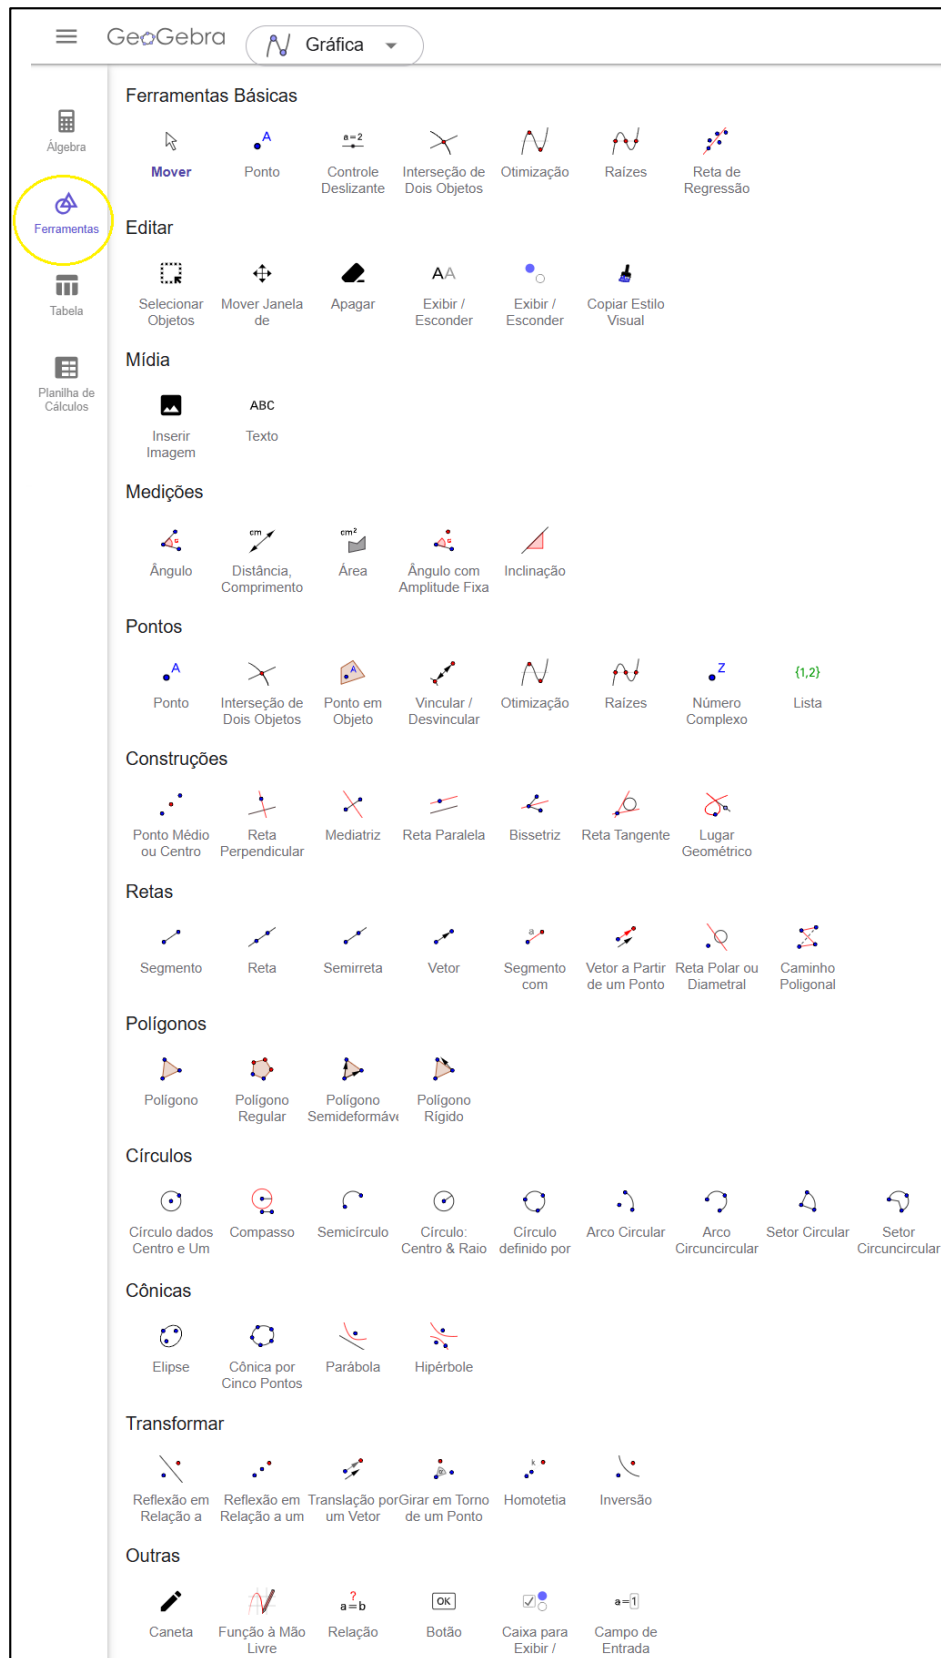 GeoGebra
Gráfica
Álgebra
Ferramentas
Tabela
Planilha de
Cálculos
Ferramentas Básicas
A
a=2
Mover
Ponto
Controle
Deslizante
Interseção de
Dois Objetos
Otimização
Raízes
Reta de
Regressão
Editar
AA
Selecionar
Objetos
Mover Janela
de
Apagar
Exibir /
Esconder
Exibir /
Esconder
Copiar Estilo
Visual
Mídia
ABC
Inserir
Imagem
Texto
Medições
cm
cm²
Ângulo
Distância,
Comprimento
Área
Ângulo com
Amplitude Fixa
Inclinação
Pontos
A
A
Z
{1,2}
Ponto
Interseção de
Dois Objetos
Ponto em
Objeto
Vincular /
Desvincular
Otimização
Raízes
Número
Complexo
Lista
Construções
Ponto Médio
ou Centro
Reta
Perpendicular
Mediatriz
Reta Paralela
Bissetriz
Reta Tangente
Lugar
Geométrico
Retas
a
Segmento
Reta
Semirreta
Vetor
Segmento
com
Vetor a Partir
de um Ponto
Reta Polar ou
Diametral
Caminho
Poligonal
Polígonos
Polígono
Polígono
Regular
Polígono
Semideformáve
Polígono
Rígido
Círculos
Círculo dados
Centro e Um
Compasso
Semicírculo
Círculo:
Centro & Raio
Círculo
definido por
Arco Circular
Arco
Circuncircular
Setor Circular
Setor
Circuncircular
Cônicas
Elipse
Cônica por
Cinco Pontos
Parábola
Hipérbole
Transformar
k
Reflexão em
Relação a
Reflexão em
Relação a um
Translação por
um Vetor
Girar em Torno
de um Ponto
Homotetia
Inversão
Outras
?
a=b
OK
a=1
Caneta
Função à Mão
Livre
Relação
Botão
Caixa para
Exibir /
Campo de
Entrada